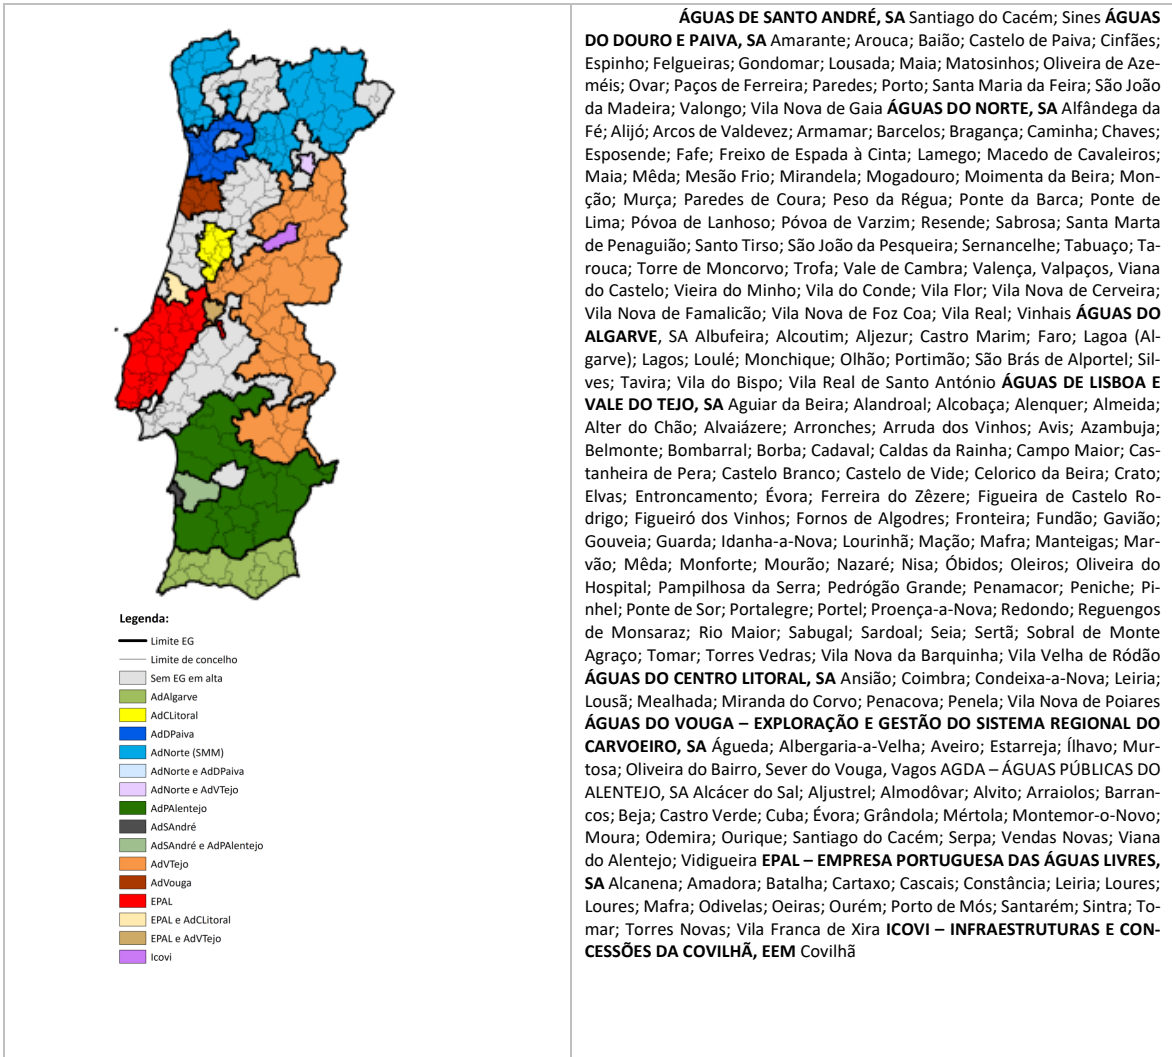 Legenda:
Limite EG
Limite de concelho
Sem EG em alta
AdAlgarve
AdCLitoral
AdDPaiva
AdNorte (SMM)
AdNorte e AdDPaiva
AdNorte e AdVTejo
AdPAlentejo
AdSAndré
AdSAndré e AdPAlentejo
AdVTejo
AdVouga
EPAL
EPAL e AdCLitoral
EPAL e AdVTejo
Icovi
ÁGUAS DE SANTO ANDRÉ, SA Santiago do Cacém; Sines ÁGUAS
DO DOURO E PAIVA, SA Amarante; Arouca; Baião; Castelo de Paiva; Cinfães;
Espinho; Felgueiras; Gondomar; Lousada; Maia; Matosinhos; Oliveira de Aze-
méis; Ovar; Paços de Ferreira; Paredes; Porto; Santa Maria da Feira; São João
da Madeira; Valongo; Vila Nova de Gaia ÁGUAS DO NORTE, SA Alfândega da
Fé; Alijó; Arcos de Valdevez; Armamar; Barcelos; Bragança; Caminha; Chaves;
Esposende; Fafe; Freixo de Espada à Cinta; Lamego; Macedo de Cavaleiros;
Maia; Mêda; Mesão Frio; Mirandela; Mogadouro; Moimenta da Beira; Mon-
ção; Murça; Paredes de Coura; Peso da Régua; Ponte da Barca; Ponte de
Lima; Póvoa de Lanhoso; Póvoa de Varzim; Resende; Sabrosa; Santa Marta
de Penaguião; Santo Tirso; São João da Pesqueira; Sernancelhe; Tabuaço; Ta-
rouca; Torre de Moncorvo; Trofa; Vale de Cambra; Valença, Valpaços, Viana
do Castelo; Vieira do Minho; Vila do Conde; Vila Flor; Vila Nova de Cerveira;
Vila Nova de Famalicão; Vila Nova de Foz Coa; Vila Real; Vinhais ÁGUAS DO
ALGARVE, SA Albufeira; Alcoutim; Aljezur; Castro Marim; Faro; Lagoa (Al-
garve); Lagos; Loulé; Monchique; Olhão; Portimão; São Brás de Alportel; Sil-
ves; Tavira; Vila do Bispo; Vila Real de Santo António ÁGUAS DE LISBOA E
VALE DO TEJO, SA Aguiar da Beira; Alandroal; Alcobaça; Alenquer; Almeida;
Alter do Chão; Alvaiázere; Arronches; Arruda dos Vinhos; Avis; Azambuja;
Belmonte; Bombarral; Borba; Cadaval; Caldas da Rainha; Campo Maior; Cas-
tanheira de Pera; Castelo Branco; Castelo de Vide; Celorico da Beira; Crato;
Elvas; Entroncamento; Évora; Ferreira do Zêzere; Figueira de Castelo Ro-
drigo; Figueiró dos Vinhos; Fornos de Algodres; Fronteira; Fundão; Gavião;
Gouveia; Guarda; Idanha-a-Nova; Lourinhã; Mação; Mafra; Manteigas; Mar-
vão; Mêda; Monforte; Mourão; Nazaré; Nisa; Óbidos; Oleiros; Oliveira do
Hospital; Pampilhosa da Serra; Pedrógão Grande; Penamacor; Peniche; Pi-
nhel; Ponte de Sor; Portalegre; Portel; Proença-a-Nova; Redondo; Reguengos
de Monsaraz; Rio Maior; Sabugal; Sardoal; Seia; Sertã; Sobral de Monte
Agraço; Tomar; Torres Vedras; Vila Nova da Barquinha; Vila Velha de Ródão
ÁGUAS DO CENTRO LITORAL, SA Ansião; Coimbra; Condeixa-a-Nova; Leiria;
Lousã; Mealhada; Miranda do Corvo; Penacova; Penela; Vila Nova de Poiares
ÁGUAS DO VOUGA – EXPLORAÇÃO E GESTÃO DO SISTEMA REGIONAL DO
CARVOEIRO, SA Águeda; Albergaria-a-Velha; Aveiro; Estarreja; Ílhavo; Mur-
tosa; Oliveira do Bairro, Sever do Vouga, Vagos AGDA – ÁGUAS PÚBLICAS DO
ALENTEJO, SA Alcácer do Sal; Aljustrel; Almodôvar; Alvito; Arraiolos; Barran-
cos; Beja; Castro Verde; Cuba; Évora; Grândola; Mértola; Montemor-o-Novo;
Moura; Odemira; Ourique; Santiago do Cacém; Serpa; Vendas Novas; Viana
do Alentejo; Vidigueira EPAL – EMPRESA PORTUGUESA DAS ÁGUAS LIVRES,
SA Alcanena; Amadora; Batalha; Cartaxo; Cascais; Constância; Leiria; Loures;
Loures; Mafra; Odivelas; Oeiras; Ourém; Porto de Mós; Santarém; Sintra; To-
mar; Torres Novas; Vila Franca de Xira ICOVI – INFRAESTRUTURAS E CON-
CESSÕES DA COVILHÃ, EEM Covilhã